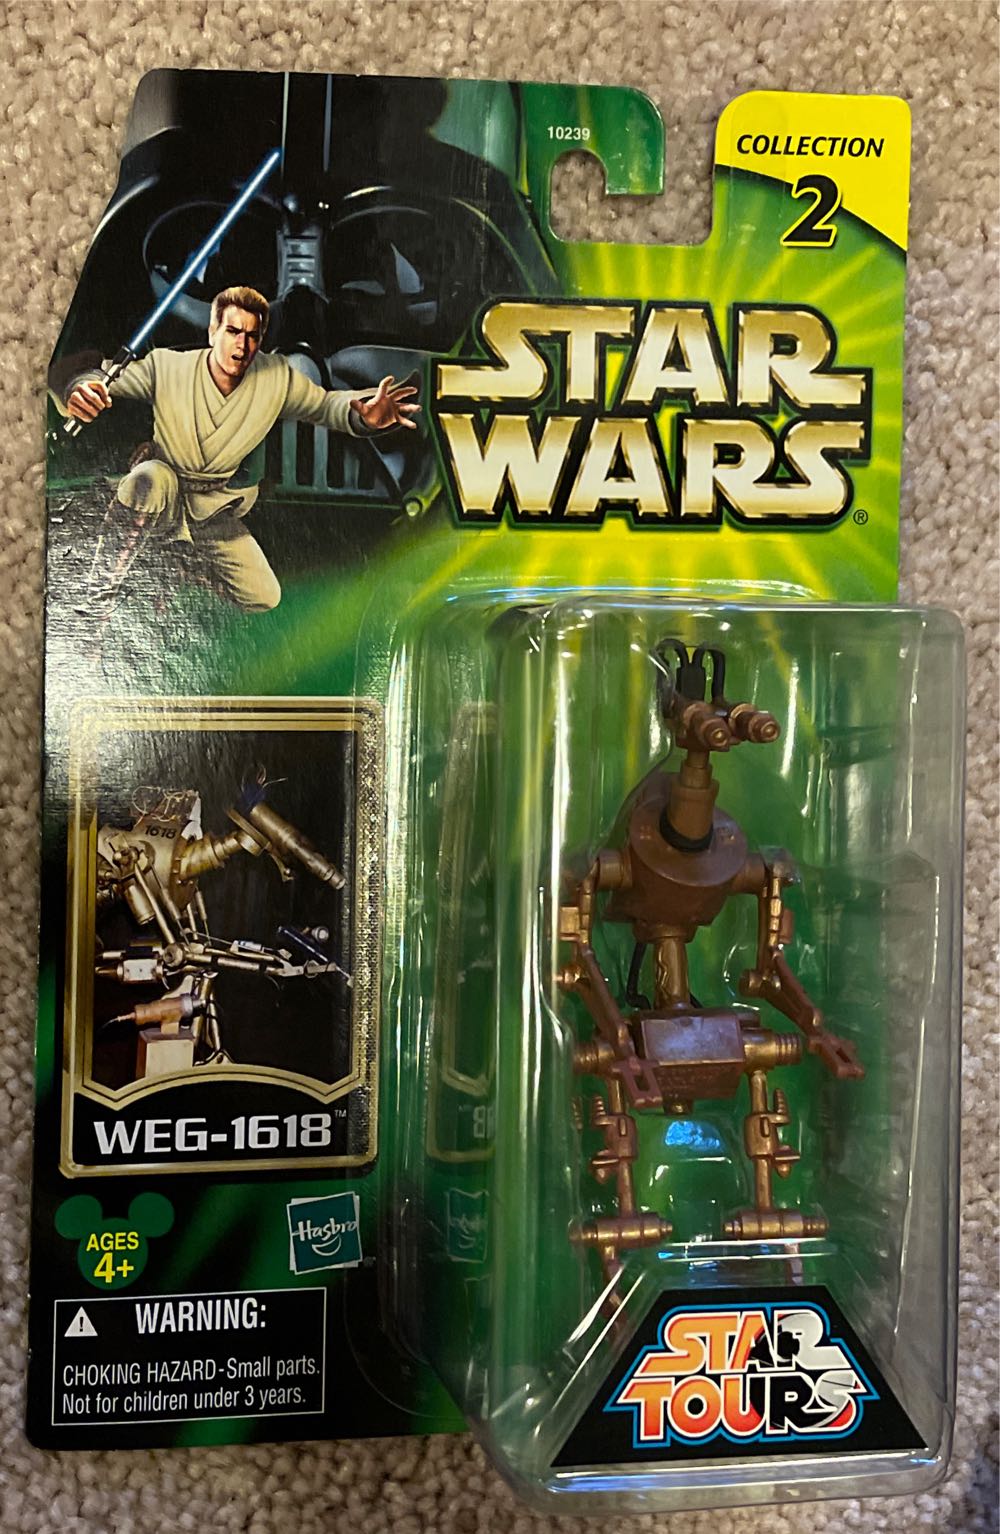 10239
COLLECTION
2
STAR
WARS®
1618
WEG-1618™
AGES
4+
Hasbro
®
WARNING:
CHOKING HAZARD-Small parts.
Not for children under 3 years.
STAR
TOURS